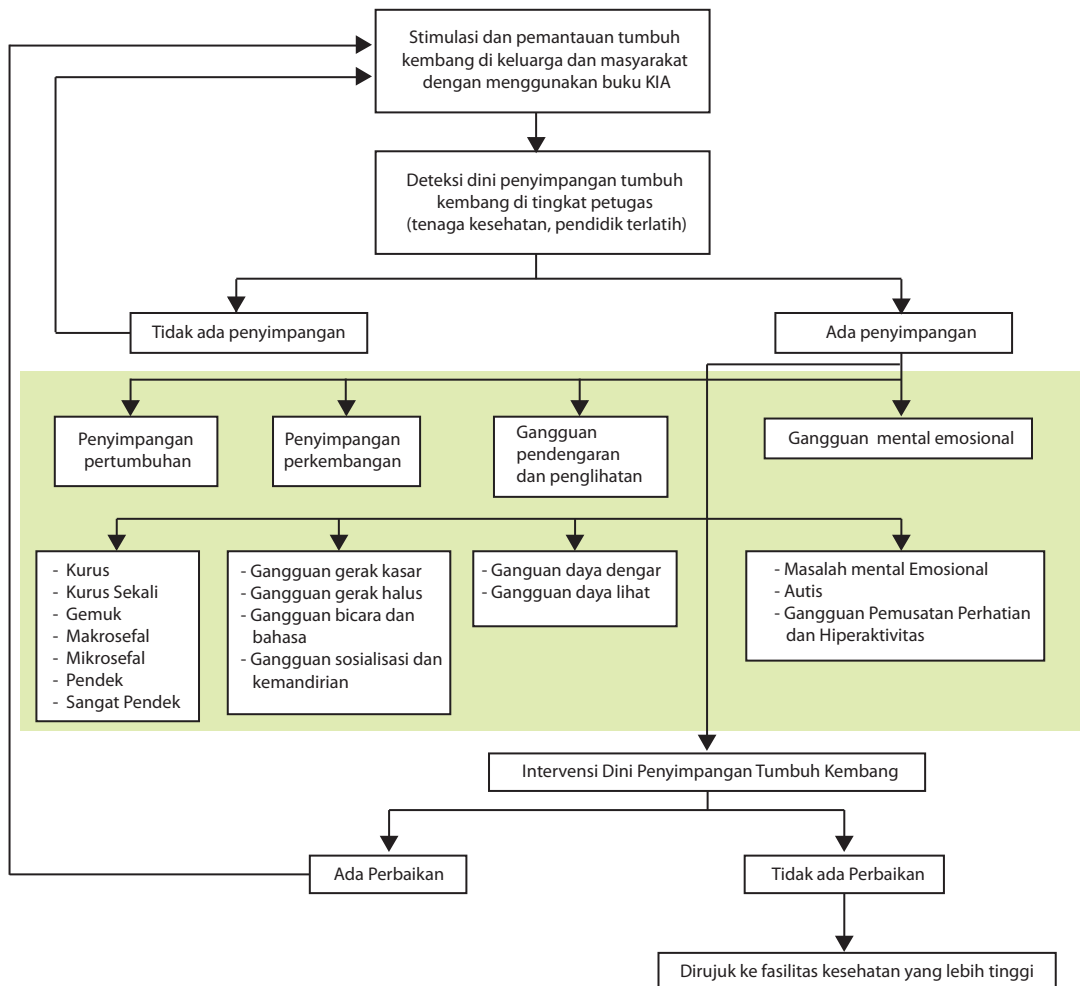 Stimulasi dan pemantauan tumbuh
kembang di keluarga dan masyarakat
dengan menggunakan buku KIA
Deteksi dini penyimpangan tumbuh
kembang di tingkat petugas
(tenaga kesehatan, pendidik terlatih)
Tidak ada penyimpangan
Ada penyimpangan
Penyimpangan
pertumbuhan
Penyimpangan
perkembangan
Gangguan
pendengaran
dan penglihatan
Gangguan mental emosional
- Kurus
- Kurus Sekali
- Gemuk
- Makrosefal
- Mikrosefal
- Pendek
- Sangat Pendek
- Gangguan gerak kasar
- Gangguan gerak halus
- Gangguan bicara dan
bahasa
- Gangguan sosialisasi dan
kemandirian
- Ganguan daya dengar
- Gangguan daya lihat
- Masalah mental Emosional
- Autis
- Gangguan Pemusatan Perhatian
dan Hiperaktivitas
Intervensi Dini Penyimpangan Tumbuh Kembang
Ada Perbaikan
Tidak ada Perbaikan
Dirujuk ke fasilitas kesehatan yang lebih tinggi